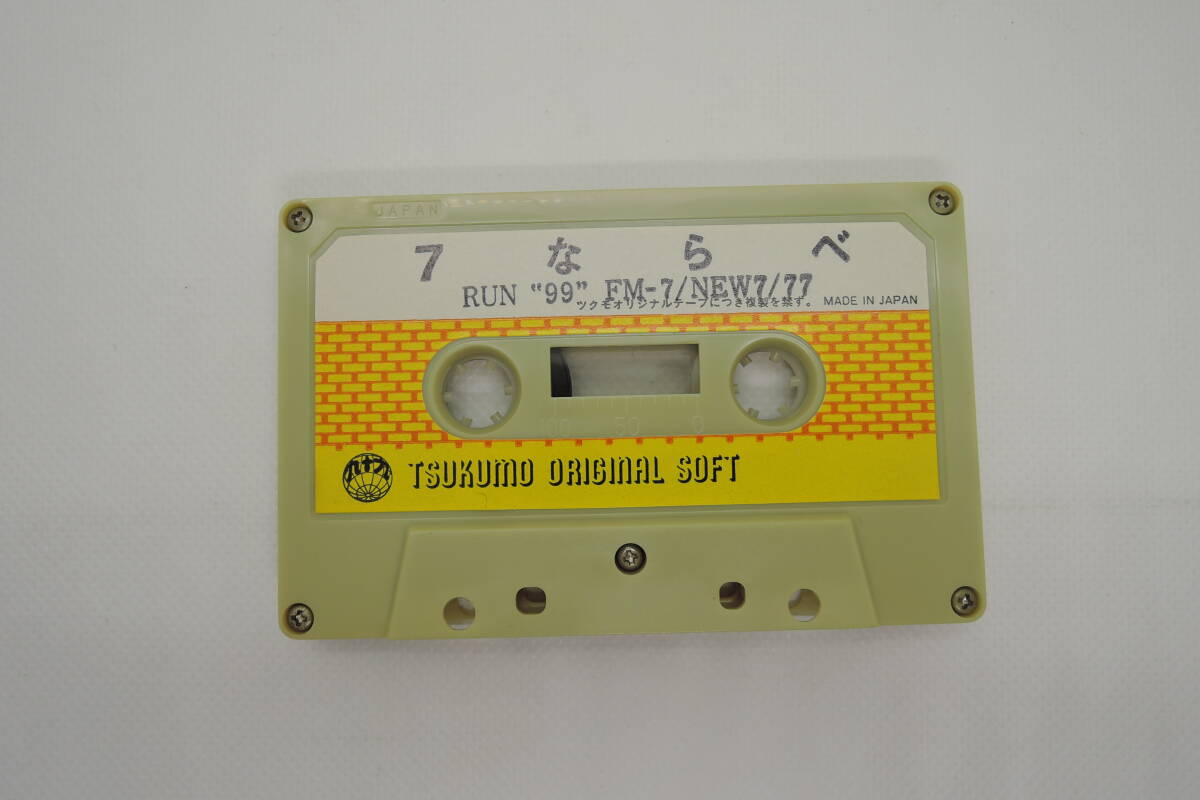 JAPAN
7ならべ
RUN “99” FM-7/NEW7/77
ツクモオリジナルテープにつき複製を禁ず。 MADE IN JAPAN
100 50 0
TSUKUMO ORIGINAL SOFT